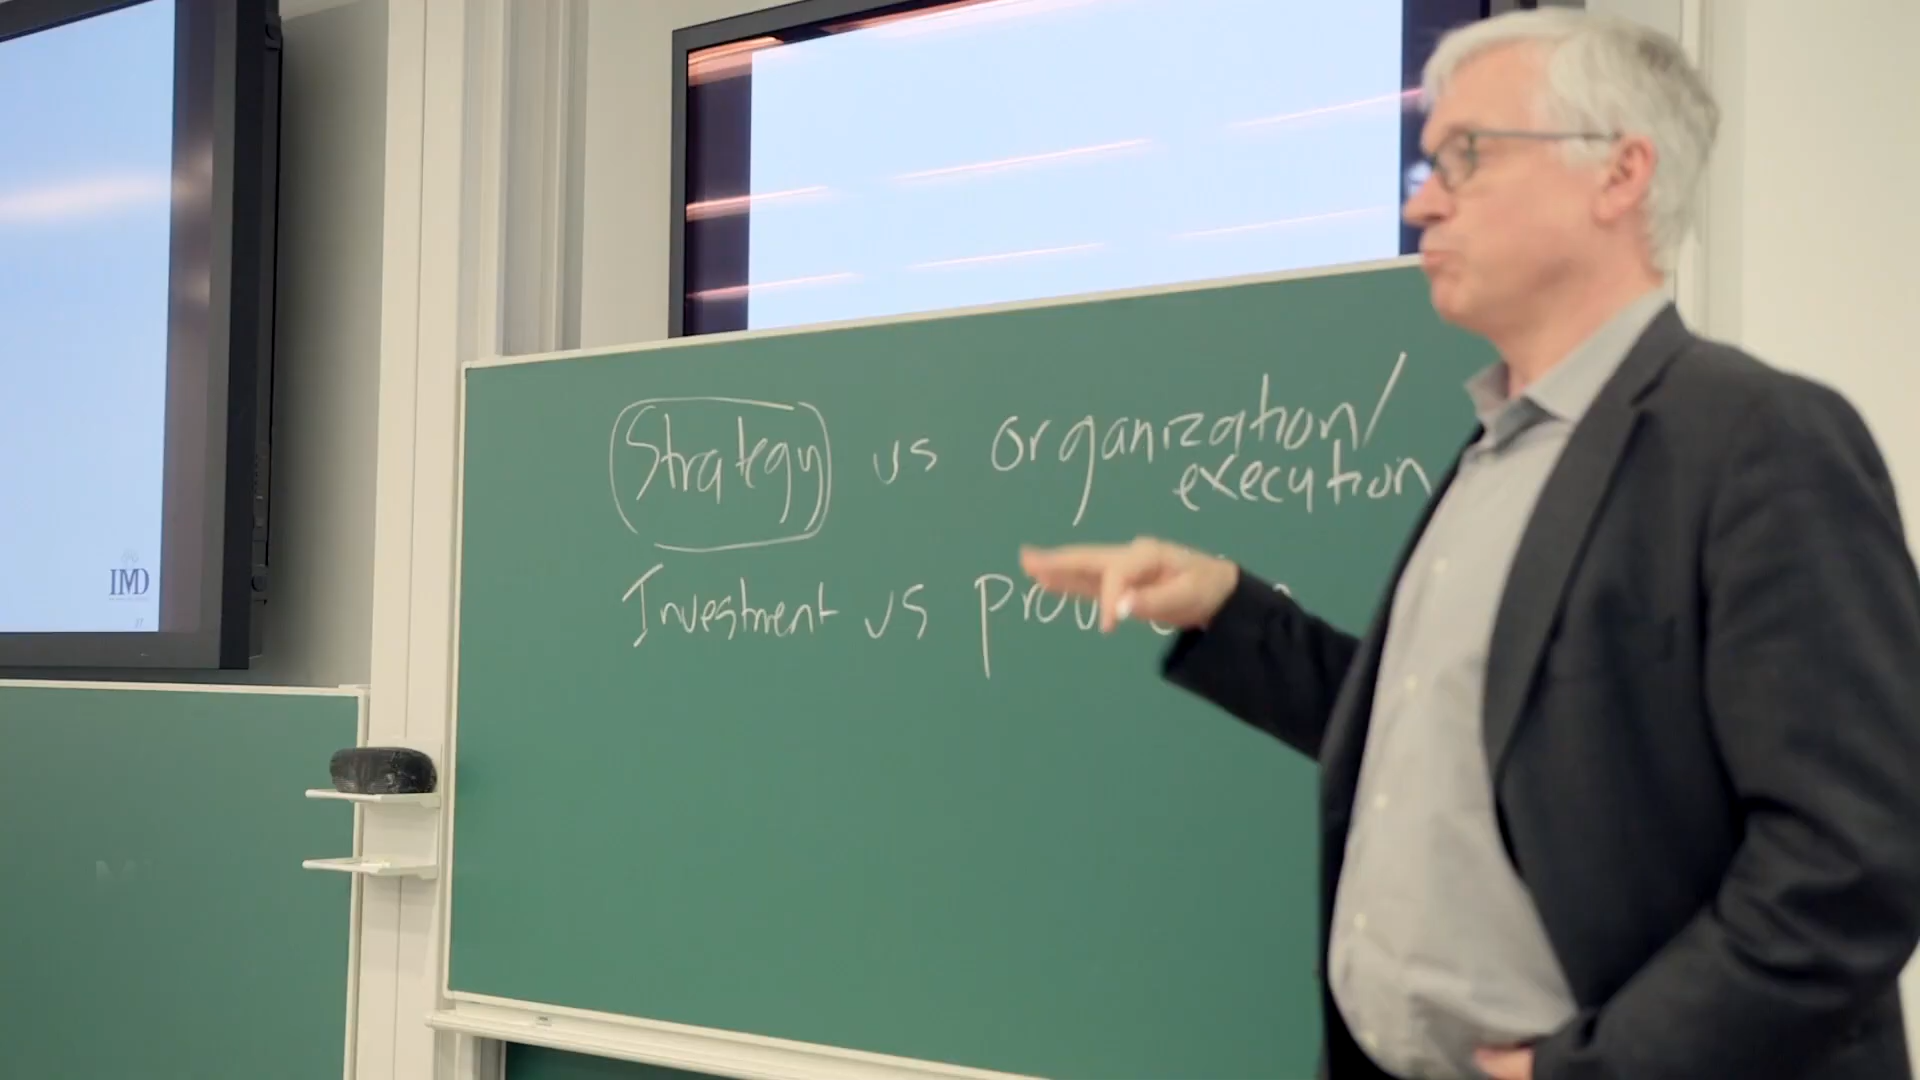 Strategy vs organization/
execution
Investment vs
IMD